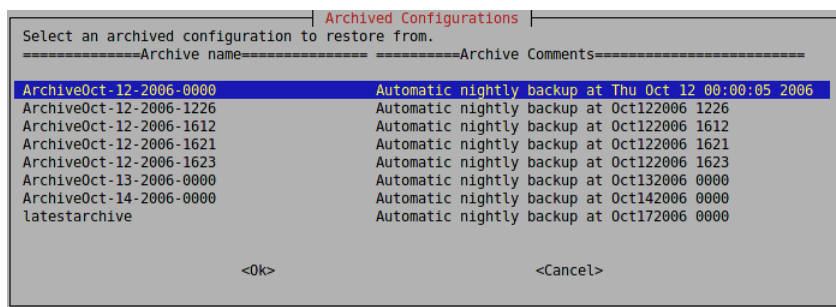 Archived Configurations
Select an archived configuration to restore from.
==============Archive name=============== ==========Archive Comments=========================
ArchiveOct-12-2006-0000 Automatic nightly backup at Thu Oct 12 00:00:05 2006
ArchiveOct-12-2006-1226 Automatic nightly backup at Oct122006 1226
ArchiveOct-12-2006-1612 Automatic nightly backup at Oct122006 1612
ArchiveOct-12-2006-1621 Automatic nightly backup at Oct122006 1621
ArchiveOct-12-2006-1623 Automatic nightly backup at Oct122006 1623
ArchiveOct-13-2006-0000 Automatic nightly backup at Oct132006 0000
ArchiveOct-14-2006-0000 Automatic nightly backup at Oct142006 0000
latestarchive Automatic nightly backup at Oct172006 0000
<Ok> <Cancel>